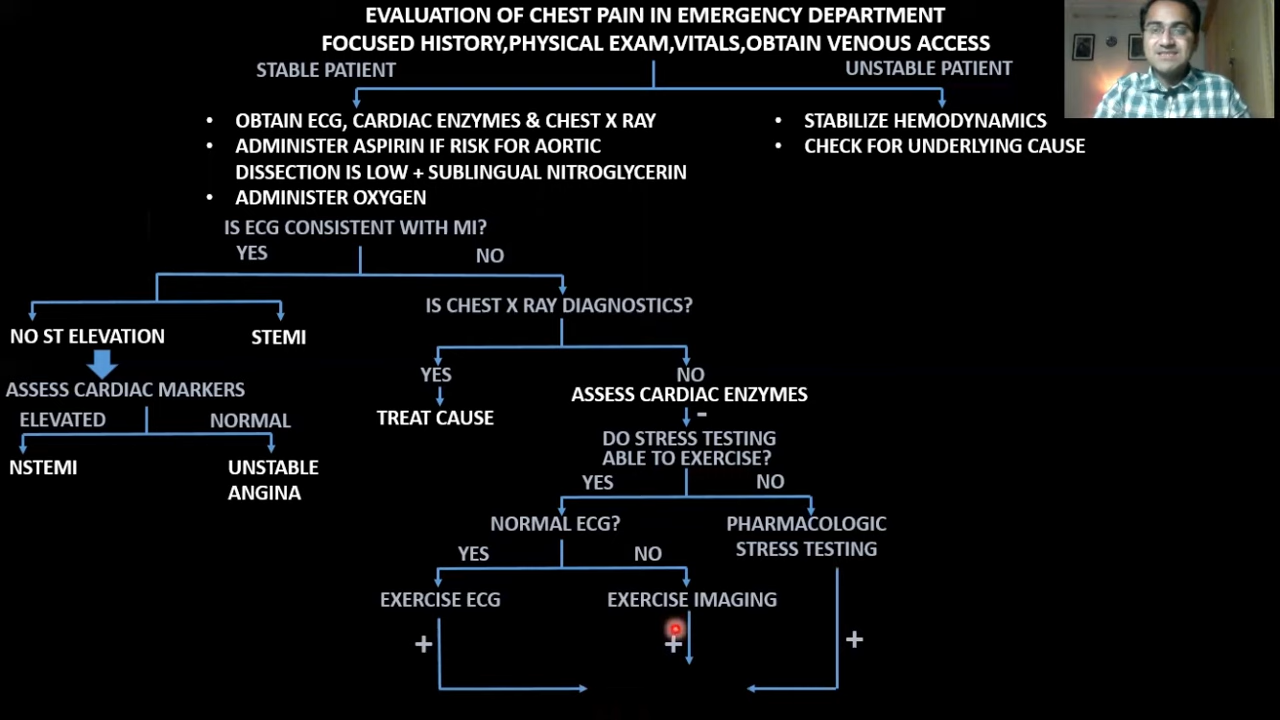 EVALUATION OF CHEST PAIN IN EMERGENCY DEPARTMENT
FOCUSED HISTORY,PHYSICAL EXAM,VITALS,OBTAIN VENOUS ACCESS
STABLE PATIENT
UNSTABLE PATIENT
• OBTAIN ECG, CARDIAC ENZYMES & CHEST X RAY
• ADMINISTER ASPIRIN IF RISK FOR AORTIC
DISSECTION IS LOW + SUBLINGUAL NITROGLYCERIN
• ADMINISTER OXYGEN
• STABILIZE HEMODYNAMICS
• CHECK FOR UNDERLYING CAUSE
IS ECG CONSISTENT WITH MI?
YES
NO
NO ST ELEVATION
STEMI
ASSESS CARDIAC MARKERS
ELEVATED
NORMAL
NSTEMI
UNSTABLE
ANGINA
IS CHEST X RAY DIAGNOSTICS?
YES
NO
TREAT CAUSE
ASSESS CARDIAC ENZYMES
-
DO STRESS TESTING
ABLE TO EXERCISE?
YES
NO
NORMAL ECG?
PHARMACOLOGIC
STRESS TESTING
YES
NO
EXERCISE ECG
EXERCISE IMAGING
+
+
+